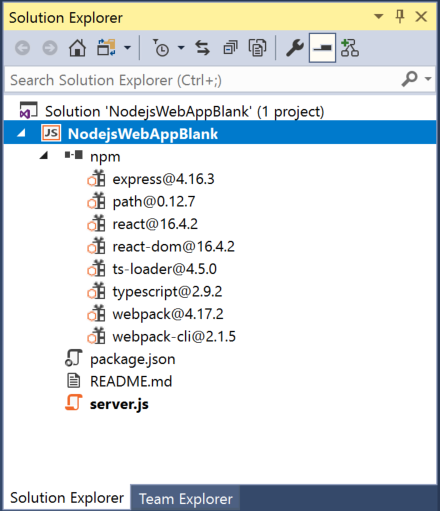 Solution Explorer
Search Solution Explorer (Ctrl+;)
Solution 'NodejsWebAppBlank' (1 project)
JS NodejsWebAppBlank
npm
express@4.16.3
path@0.12.7
react@16.4.2
react-dom@16.4.2
ts-loader@4.5.0
typescript@2.9.2
webpack@4.17.2
webpack-cli@2.1.5
package.json
README.md
server.js
Solution Explorer Team Explorer